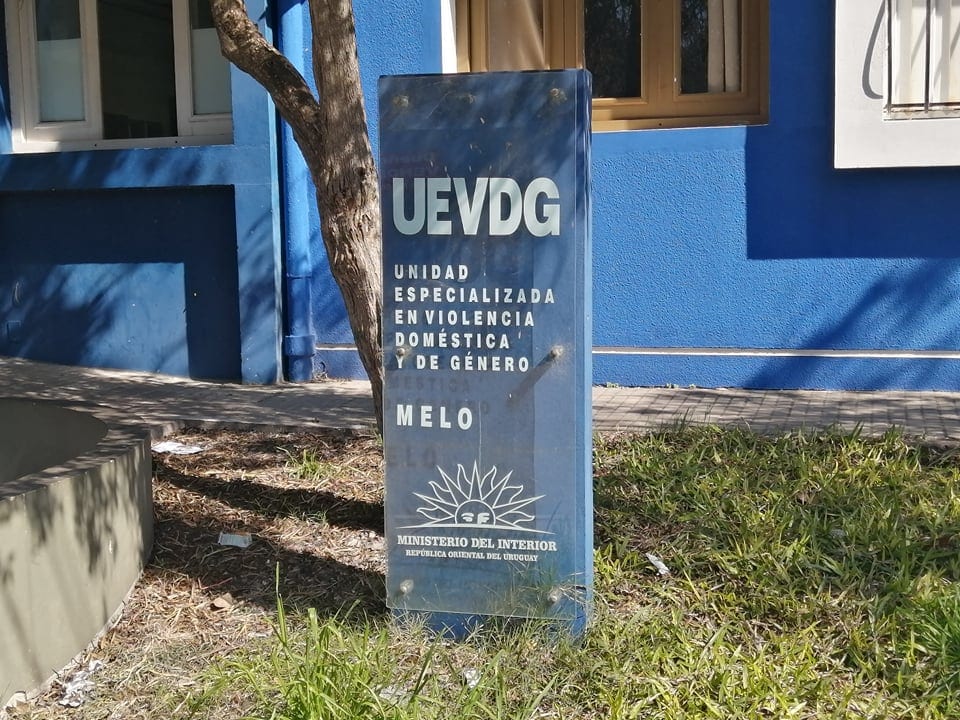 UEVDG
UNIDAD
ESPECIALIZADA
EN VIOLENCIA
DOMÉSTICA
Y DE GÉNERO
MELO
MINISTERIO DEL INTERIOR
REPÚBLICA ORIENTAL DEL URUGUAY